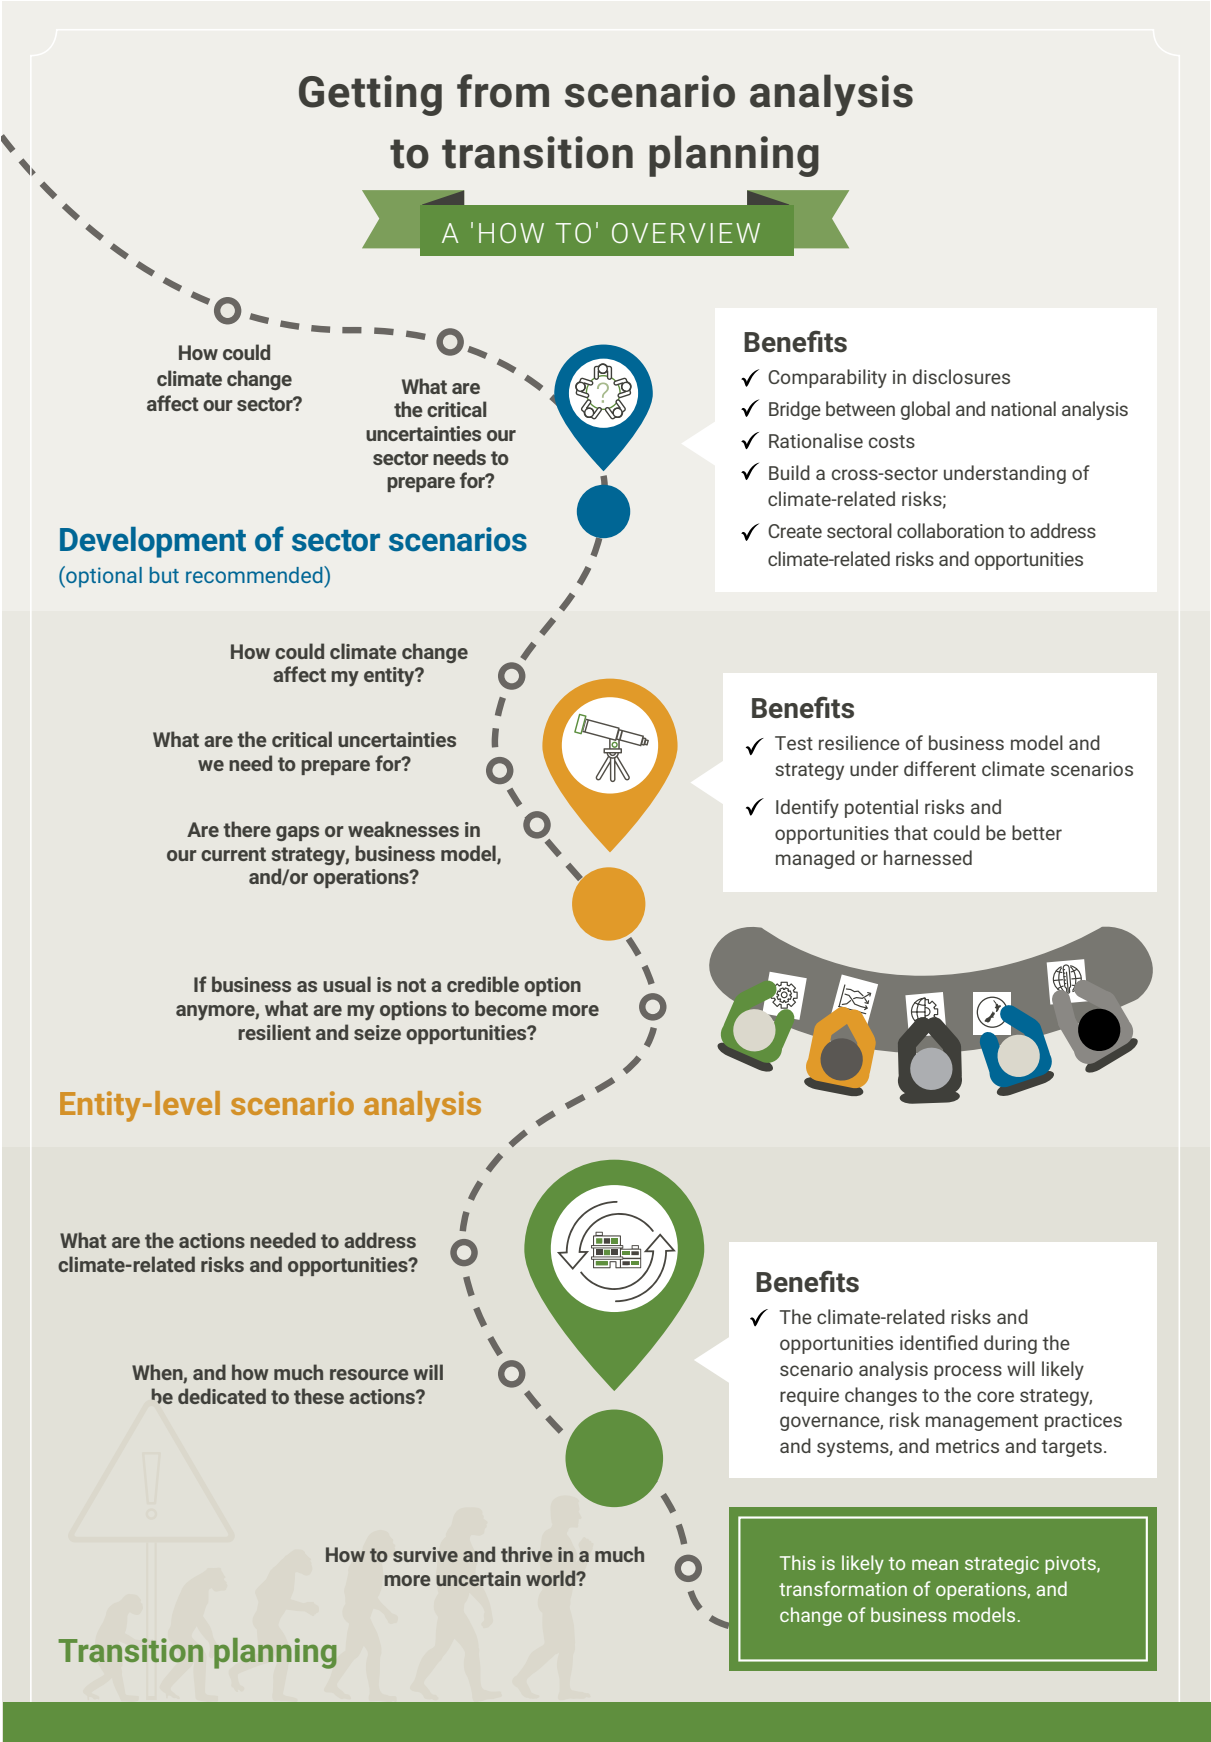 Getting from scenario analysis
to transition planning
A 'HOW TO' OVERVIEW
How could
climate change
affect our sector?
What are
the critical
uncertainties our
sector needs to
prepare for?
Development of sector scenarios
(optional but recommended)
?
Benefits
Comparability in disclosures
Bridge between global and national analysis
Rationalise costs
Build a cross-sector understanding of
climate-related risks;
Create sectoral collaboration to address
climate-related risks and opportunities
How could climate change
affect my entity?
What are the critical uncertainties
we need to prepare for?
Are there gaps or weaknesses in
our current strategy, business model,
and/or operations?
If business as usual is not a credible option
anymore, what are my options to become more
resilient and seize opportunities?
Entity-level scenario analysis
Benefits
Test resilience of business model and
strategy under different climate scenarios
Identify potential risks and
opportunities that could be better
managed or harnessed
What are the actions needed to address
climate-related risks and opportunities?
When, and how much resource will
be dedicated to these actions?
!
How to survive and thrive in a much
more uncertain world?
Transition planning
Benefits
The climate-related risks and
opportunities identified during the
scenario analysis process will likely
require changes to the core strategy,
governance, risk management practices
and systems, and metrics and targets.
This is likely to mean strategic pivots,
transformation of operations, and
change of business models.